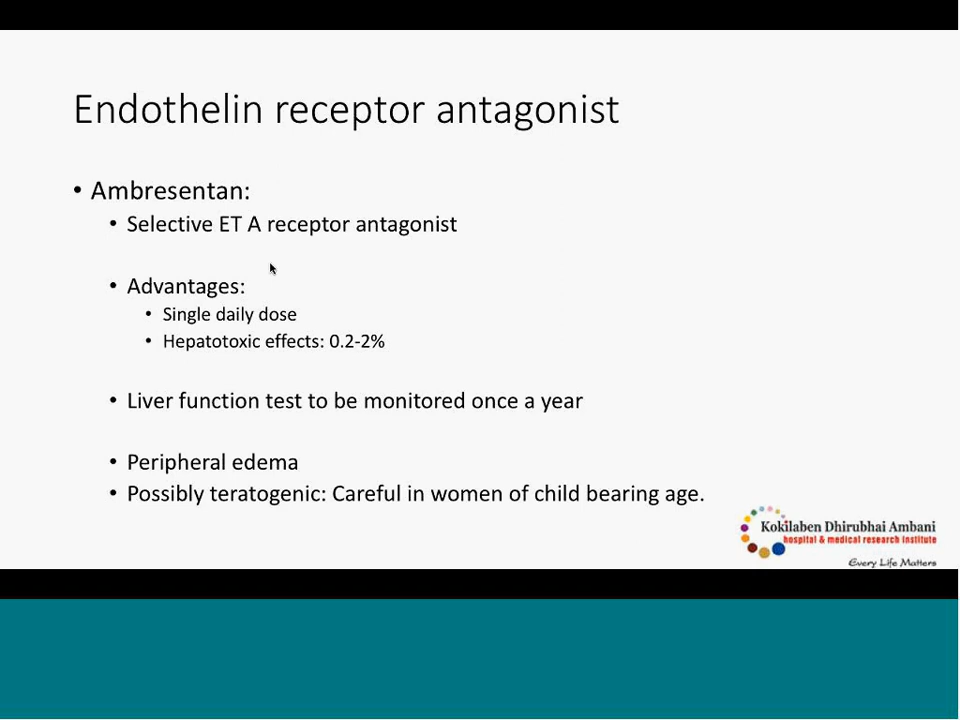 Endothelin receptor antagonist
• Ambresentan:
• Selective ET A receptor antagonist
• Advantages:
• Single daily dose
• Hepatotoxic effects: 0.2-2%
• Liver function test to be monitored once a year
• Peripheral edema
• Possibly teratogenic: Careful in women of child bearing age.
Kokilaben Dhirubhai Ambani
hospital & medical research institute
Every Life Matters